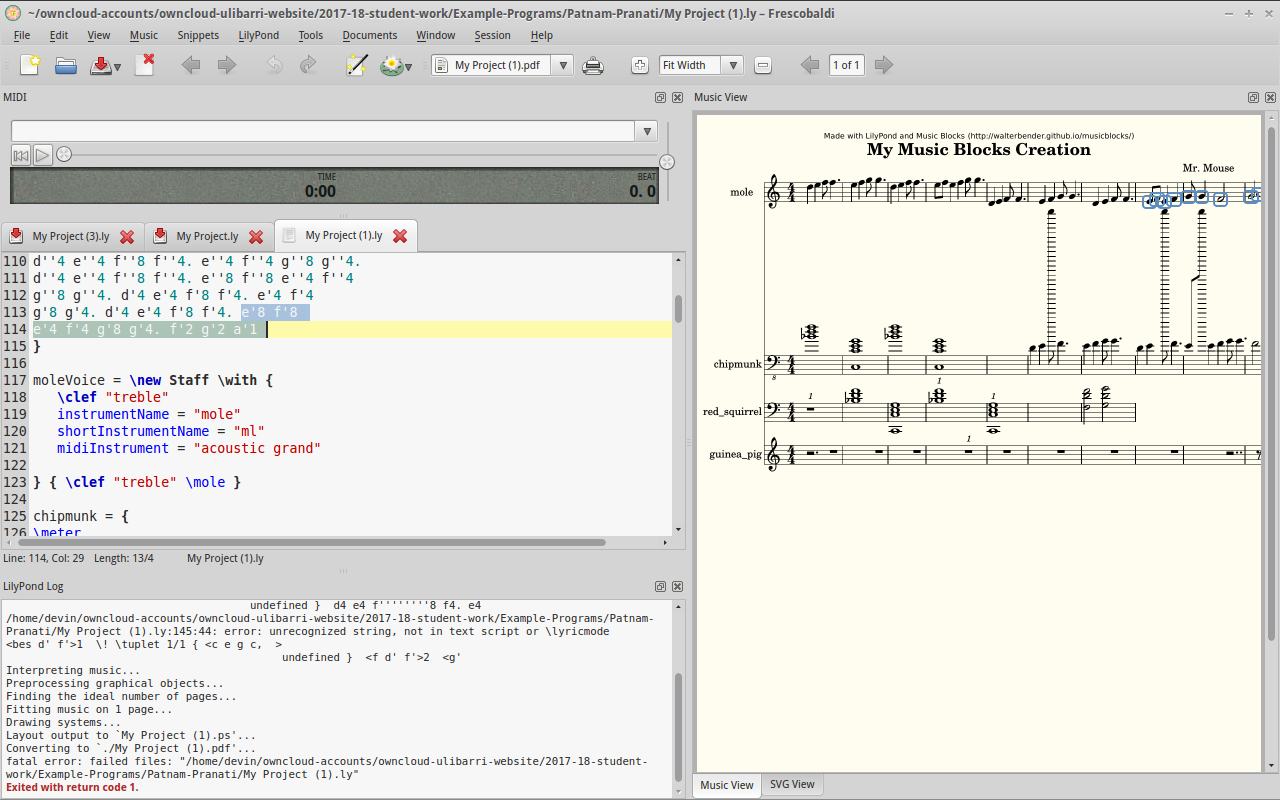 ~/owncloud-accounts/owncloud-ulibarri-website/2017-18-student-work/Example-Programs/Patnam-Pranati/My Project (1).ly – Frescobaldi
File Edit View Music Snippets LilyPond Tools Documents Window Session Help
My Project (1).pdf Fit Width 1 of 1
MIDI
TIME BEAT
0:00 0. 0
My Project (3).ly My Project.ly My Project (1).ly
110 d''4 e''4 f''8 f''4. e''4 f''4 g''8 g''4.
111 d''4 e''4 f''8 f''4. e''8 f''8 e''4 f''4
112 g''8 g''4. d'4 e'4 f'8 f'4. e'4 f'4
113 g'8 g'4. d'4 e'4 f'8 f'4. e'8 f'8
114 e'4 f'4 g'8 g'4. f'2 g'2 a'1
115 }
116
117 moleVoice = \new Staff \with {
118 \clef "treble"
119 instrumentName = "mole"
120 shortInstrumentName = "ml"
121 midiInstrument = "acoustic grand"
122
123 } { \clef "treble" \mole }
124
125 chipmunk = {
126 \meter
Line: 114, Col: 29 Length: 13/4 My Project (1).ly
LilyPond Log
undefined } d4 e4 f''''''''8 f4. e4
/home/devin/owncloud-accounts/owncloud-ulibarri-website/2017-18-student-work/Example-Programs/Patnam-
Pranati/My Project (1).ly:145:44: error: unrecognized string, not in text script or \lyricmode
<bes d' f'>1 \! \tuplet 1/1 { <c e g c, >
undefined } <f d' f'>2 <g'
Interpreting music...
Preprocessing graphical objects...
Finding the ideal number of pages...
Fitting music on 1 page...
Drawing systems...
Layout output to `My Project (1).ps'...
Converting to `./My Project (1).pdf'...
fatal error: failed files: "/home/devin/owncloud-accounts/owncloud-ulibarri-website/2017-18-student-
work/Example-Programs/Patnam-Pranati/My Project (1).ly"
Exited with return code 1.
Music View
Made with LilyPond and Music Blocks (http://walterbender.github.io/musicblocks/)
My Music Blocks Creation
Mr. Mouse
mole
chipmunk
8
1
red_squirrel
1 1
guinea_pig
1
Music View SVG View